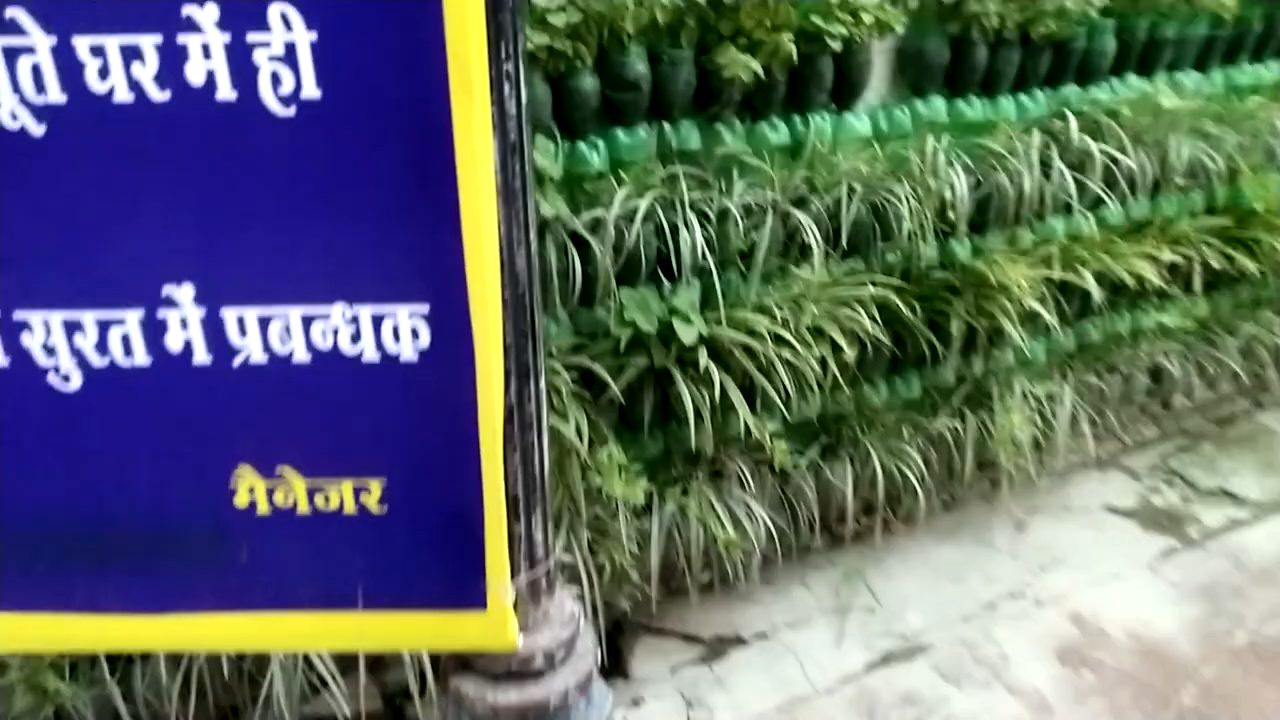 घर में ही
सुरत में प्रबन्धक
मैनेजर